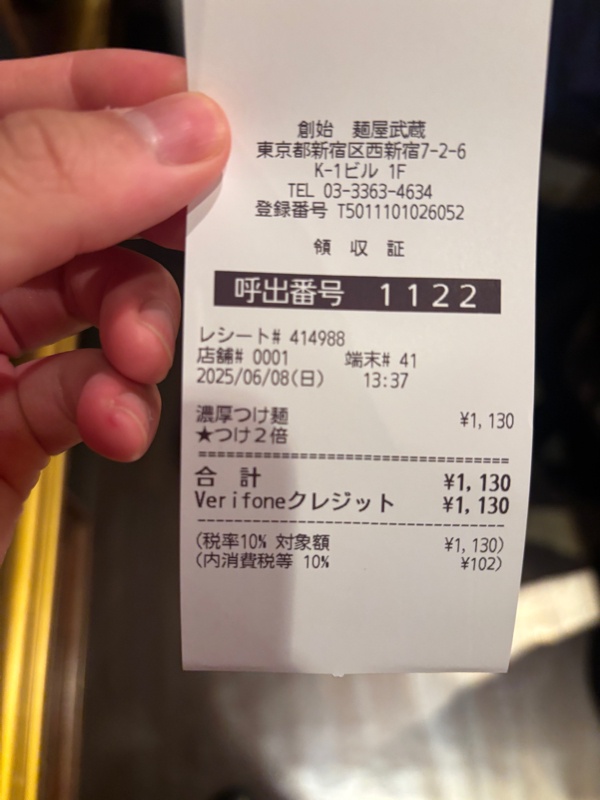 創始 麺屋武蔵
東京都新宿区西新宿7-2-6
K-1ビル 1F
TEL 03-3363-4634
登録番号 T5011101026052
領 収 証
呼出番号 1122
レシート# 414988
店舗# 0001 端末# 41
2025/06/08(日) 13:37
濃厚つけ麺 ¥1,130
★つけ2倍
合 計 ¥1,130
Verifoneクレジット ¥1,130
(税率10% 対象額 ¥1,130)
(内消費税等 10% ¥102)